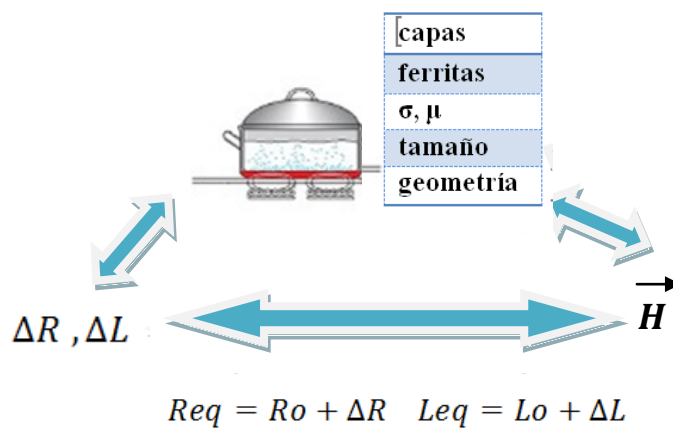 [capas
ferritas
σ, μ
tamaño
geometría
ΔR , ΔL
H
Req = Ro + ΔR Leq = Lo + ΔL